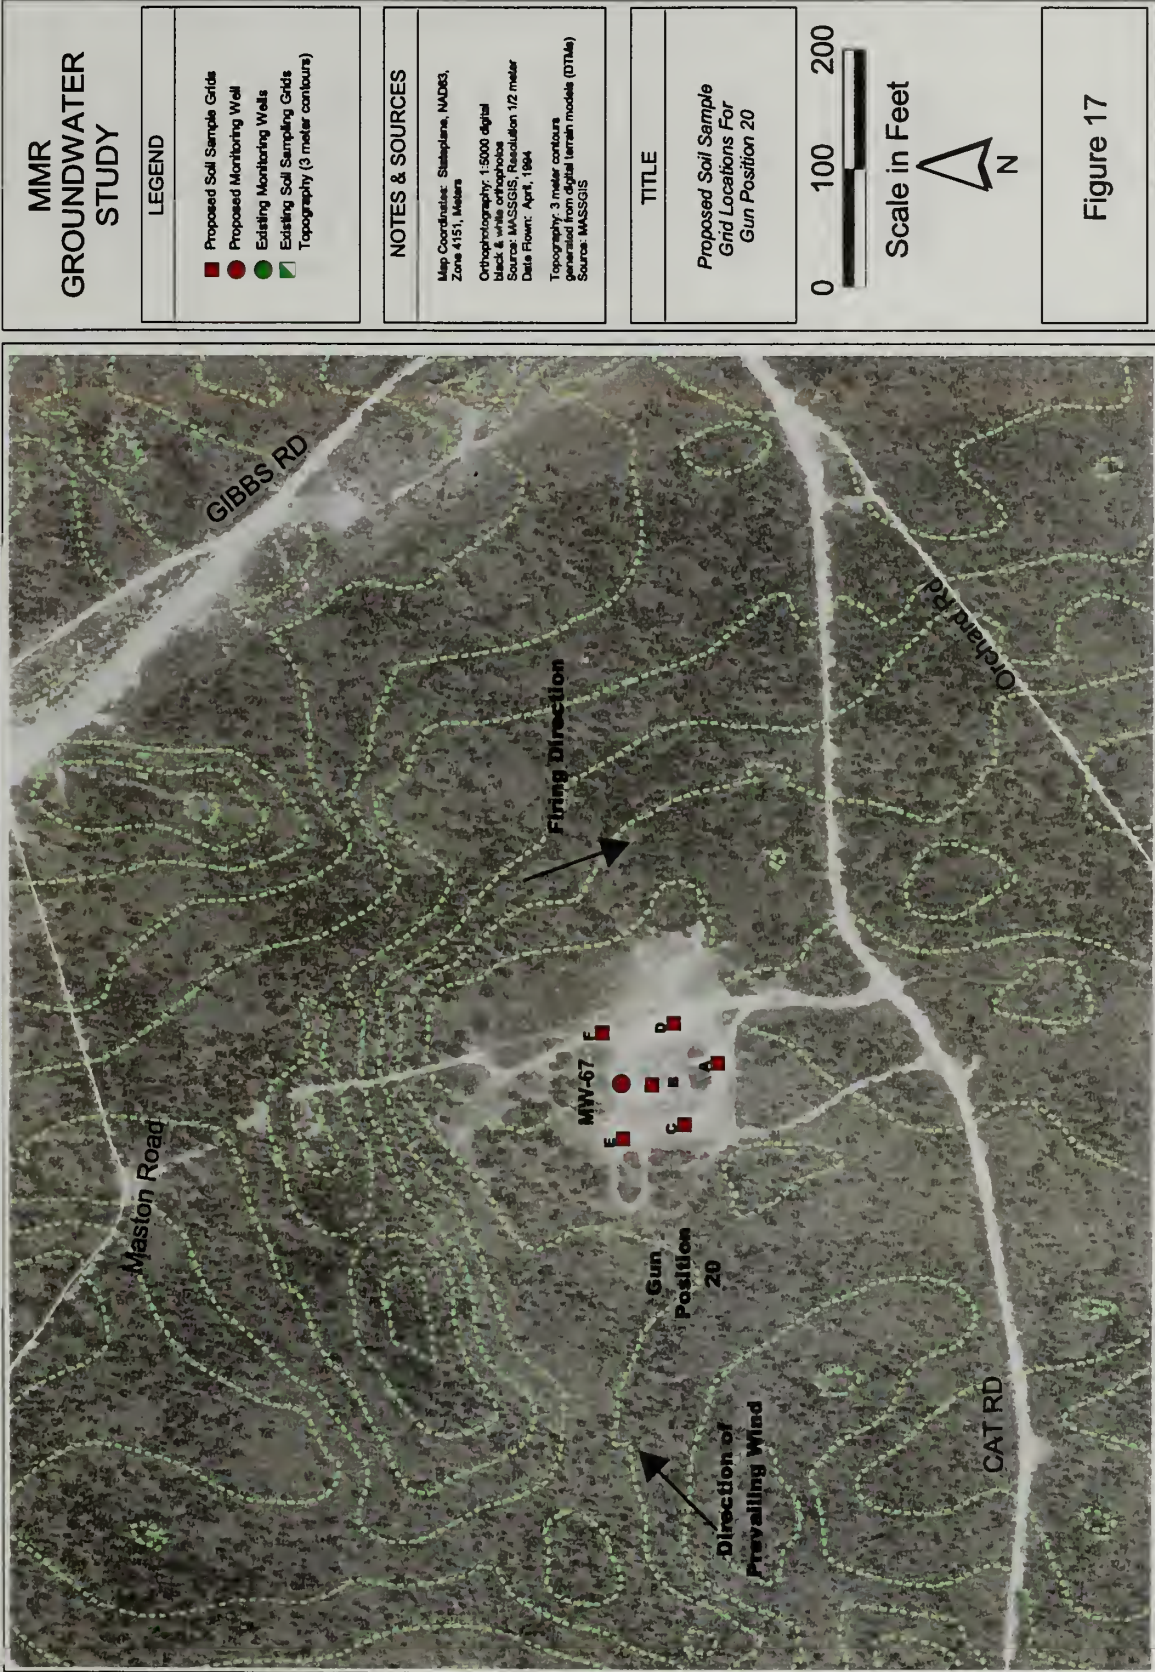 MMR
GROUNDWATER
STUDY
LEGEND
Proposed Soil Sample Grids
Proposed Monitoring Well
Existing Monitoring Wells
Existing Soil Sampling Grids
Topography (3 meter contours)
NOTES & SOURCES
Map Coordinates: Stateplane, NAD83,
Zone 4151, Meters
Orthophotography: 1:5000 digital
black & white orthophotos
Source: MASSGIS, Resolution 1/2 meter
Date Flown: April, 1994
Topography: 3 meter contours
generated from digital terrain models (DTMs)
Source: MASSGIS
TITLE
Proposed Soil Sample
Grid Locations For
Gun Position 20
0 100 200
Scale in Feet
N
Figure 17
GIBBS RD
Maston Road
Firing Direction
Orchard Rd
MW-67
F
E
D
B
A
C
Gun
Position
20
Direction of
Prevailing Wind
CAT RD